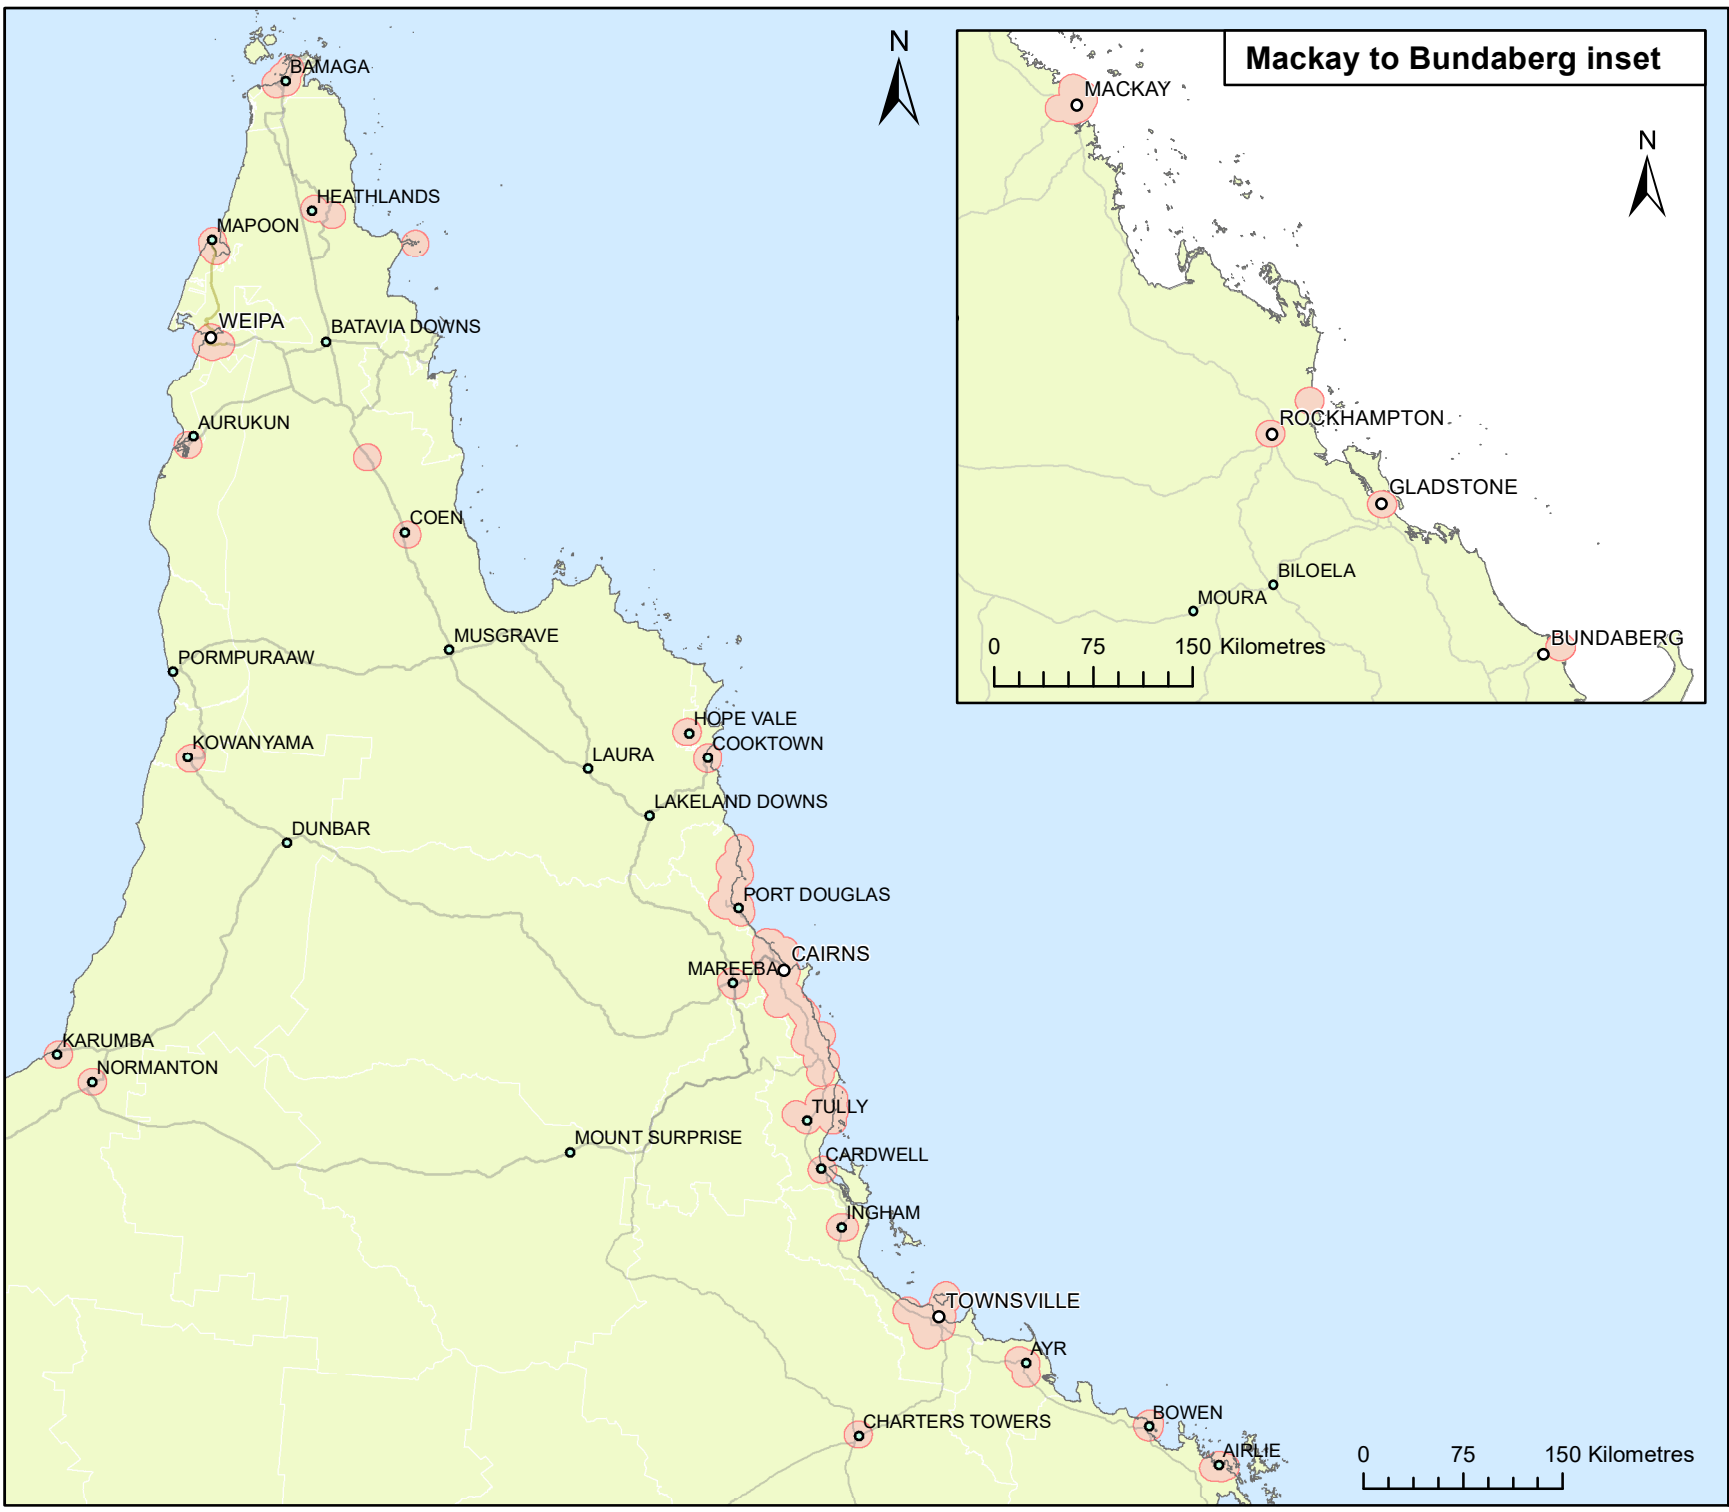 N
Mackay to Bundaberg inset
BAMAGA
MACKAY
N
HEATHLANDS
MAPOON
WEIPA
BATAVIA DOWNS
AURUKUN
ROCKHAMPTON
COEN
GLADSTONE
BILOELA
MOURA
MUSGRAVE
BUNDABERG
0 75 150 Kilometres
PORMPURAAW
HOPE VALE
KOWANYAMA
COOKTOWN
LAURA
LAKELAND DOWNS
DUNBAR
PORT DOUGLAS
CAIRNS
MAREEBA
KARUMBA
NORMANTON
TULLY
MOUNT SURPRISE
CARDWELL
INGHAM
TOWNSVILLE
AYR
BOWEN
CHARTERS TOWERS
AIRLIE
0 75 150 Kilometres